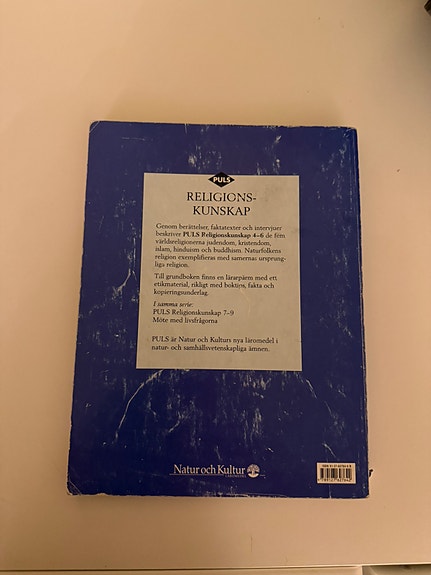 PULS
RELIGIONS-
KUNSKAP
Genom berättelser, faktatexter och intervjuer
beskriver PULS Religionskunskap 4–6 de fem
världsreligionerna judendom, kristendom,
islam, hinduism och buddhism. Naturfolkens
religion exemplifieras med samernas ursprung-
liga religion.
Till grundboken finns en lärarpärm med ett
etikmaterial, rikligt med boktips, fakta och
kopieringsunderlag.
I samma serie:
PULS Religionskunskap 7–9
Möte med livsfrågorna
PULS är Natur och Kulturs nya läromedel i
natur- och samhällsvetenskapliga ämnen.
Natur och Kultur